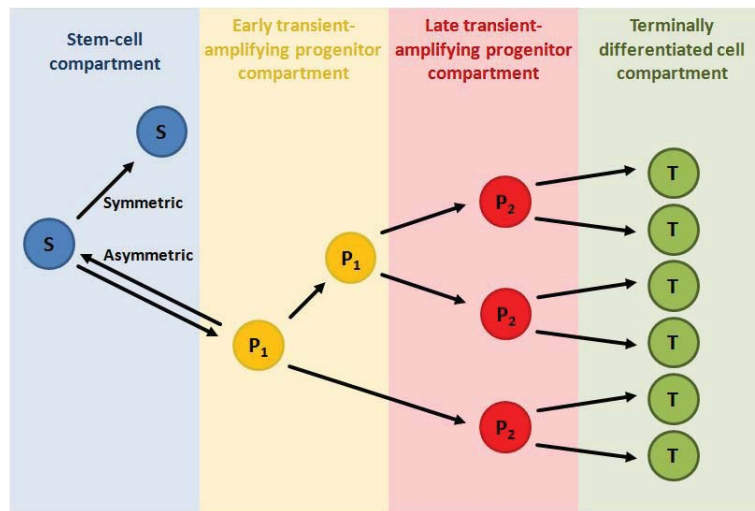 Stem-cell
compartment
Early transient-
amplifying progenitor
compartment
Late transient-
amplifying progenitor
compartment
Terminally
differentiated cell
compartment
S
Symmetric
S
Asymmetric
P₁
P₁
P₂
P₂
P₂
T
T
T
T
T
T